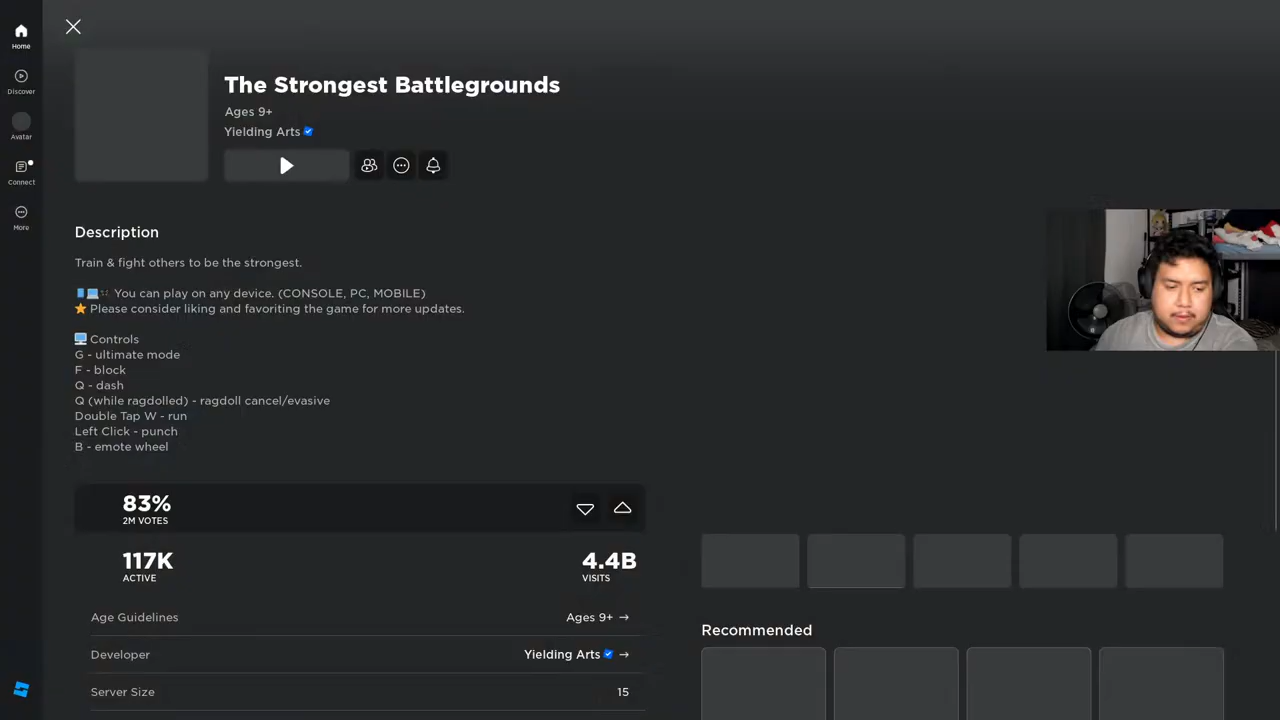 Home
Discover
Avatar
Connect
More
The Strongest Battlegrounds
Ages 9+
Yielding Arts
Description
Train & fight others to be the strongest.
You can play on any device. (CONSOLE, PC, MOBILE)
Please consider liking and favoriting the game for more updates.
Controls
G - ultimate mode
F - block
Q - dash
Q (while ragdolled) - ragdoll cancel/evasive
Double Tap W - run
Left Click - punch
B - emote wheel
83%
2M VOTES
117K
ACTIVE
4.4B
VISITS
Age Guidelines
Ages 9+ →
Developer
Yielding Arts →
Server Size
15
Recommended